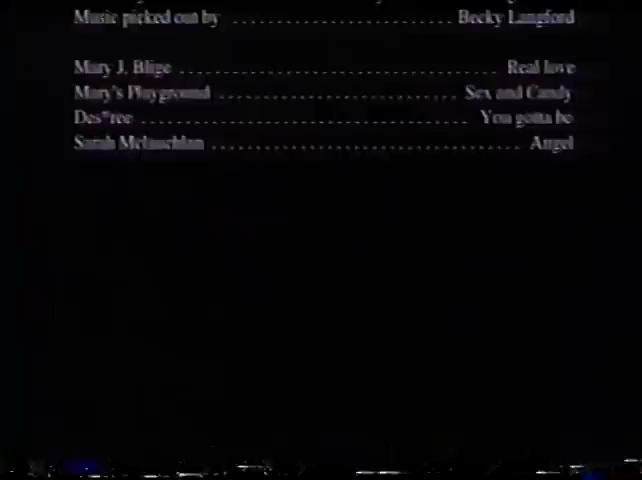 Music picked out by ........................ Becky Langford
Mary J. Blige .................................. Real love
Mary's Playground .......................... Sex and Candy
Des*ree .................................... You gotta be
Sarah Mclauchlan ................................. Angel